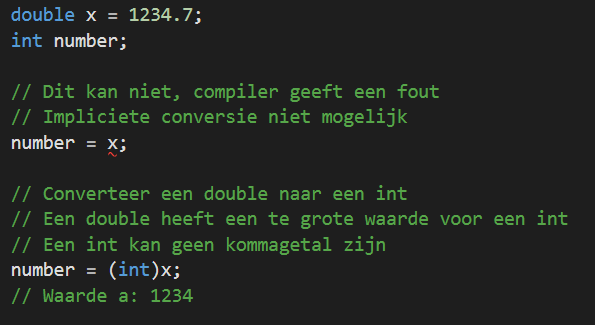 double x = 1234.7;
int number;
// Dit kan niet, compiler geeft een fout
// Impliciete conversie niet mogelijk
number = x;
// Converteer een double naar een int
// Een double heeft een te grote waarde voor een int
// Een int kan geen kommagetal zijn
number = (int)x;
// Waarde a: 1234